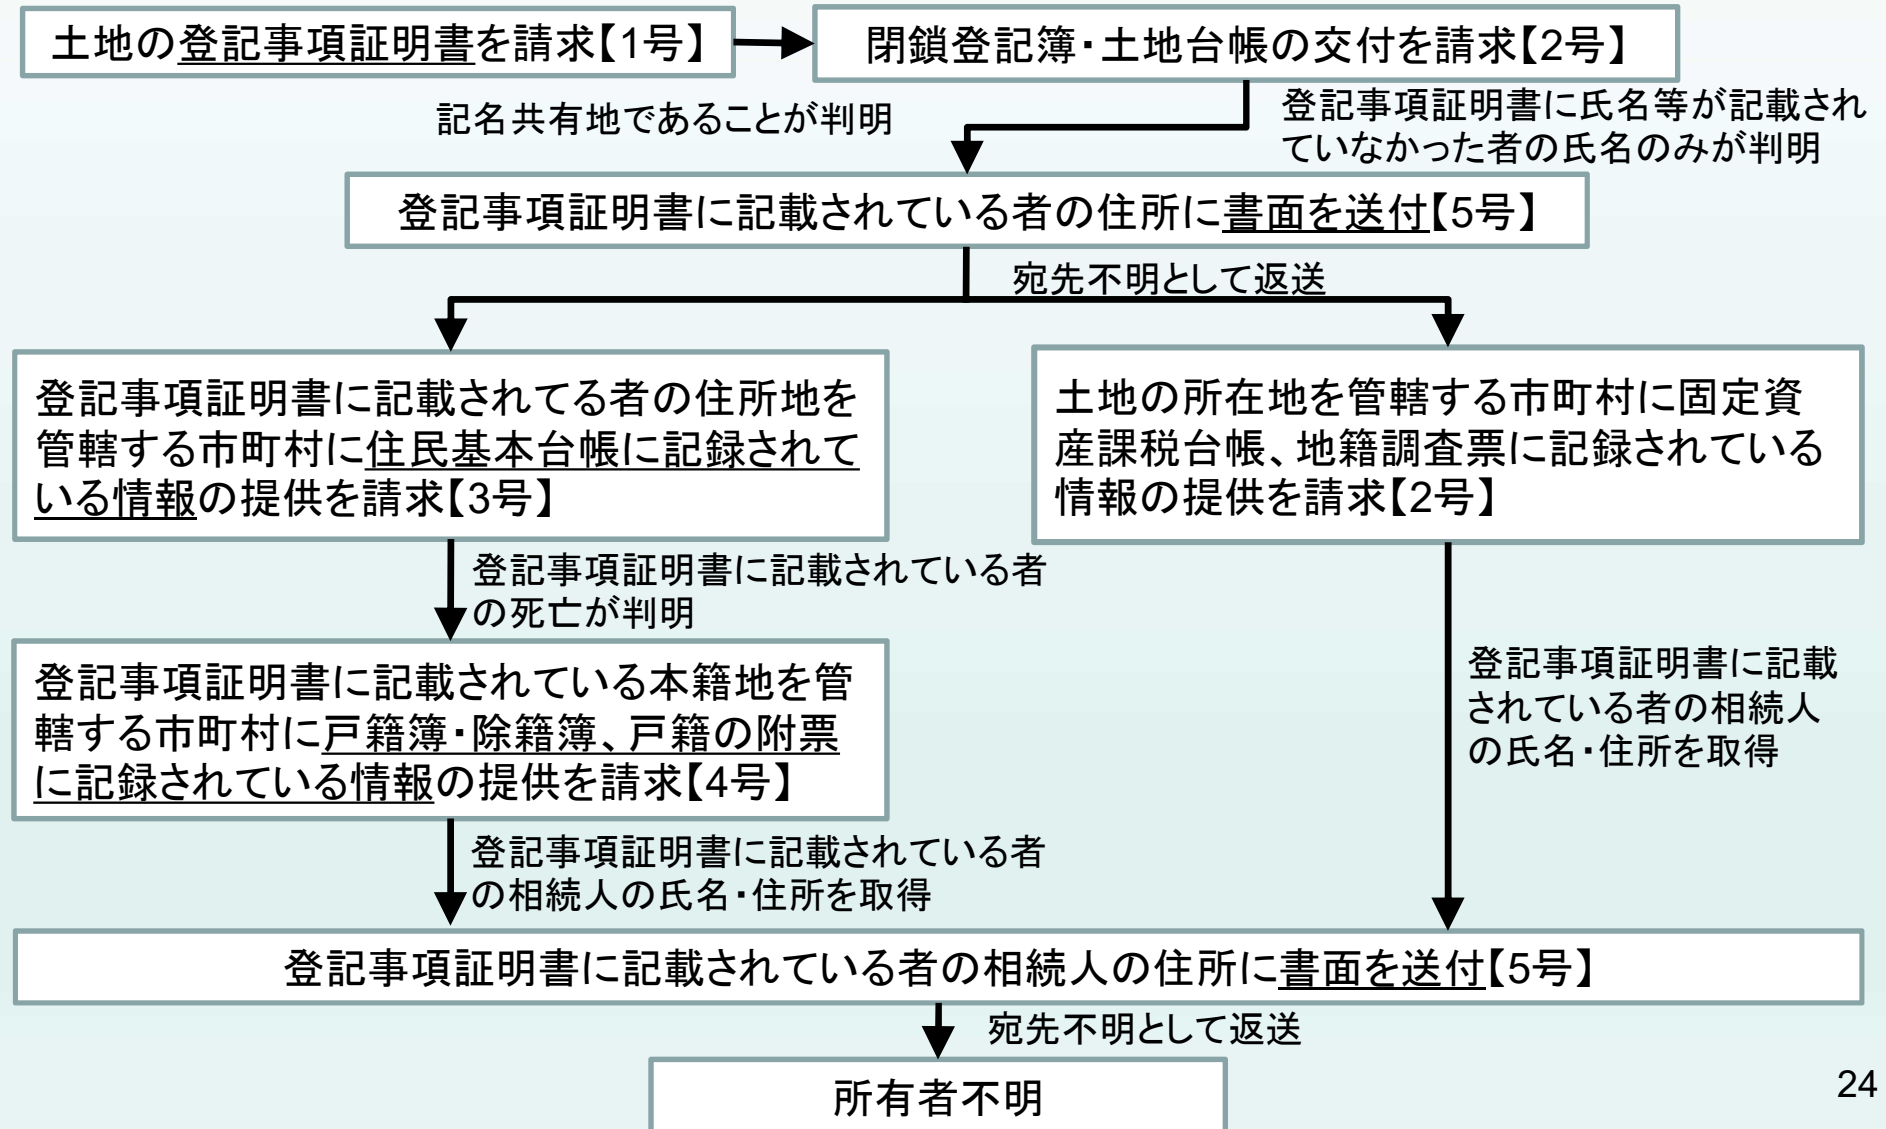 土地の登記事項証明書を請求【1号】
閉鎖登記簿・土地台帳の交付を請求【2号】
記名共有地であることが判明
登記事項証明書に氏名等が記載され
ていなかった者の氏名のみが判明
登記事項証明書に記載されている者の住所に書面を送付【5号】
宛先不明として返送
登記事項証明書に記載されてる者の住所地を
管轄する市町村に住民基本台帳に記録されて
いる情報の提供を請求【3号】
土地の所在地を管轄する市町村に固定資
産課税台帳、地籍調査票に記録されている
情報の提供を請求【2号】
登記事項証明書に記載されている者
の死亡が判明
登記事項証明書に記載されている本籍地を管
轄する市町村に戸籍簿・除籍簿、戸籍の附票
に記録されている情報の提供を請求【4号】
登記事項証明書に記載
されている者の相続人
の氏名・住所を取得
登記事項証明書に記載されている者
の相続人の氏名・住所を取得
登記事項証明書に記載されている者の相続人の住所に書面を送付【5号】
宛先不明として返送
所有者不明
24